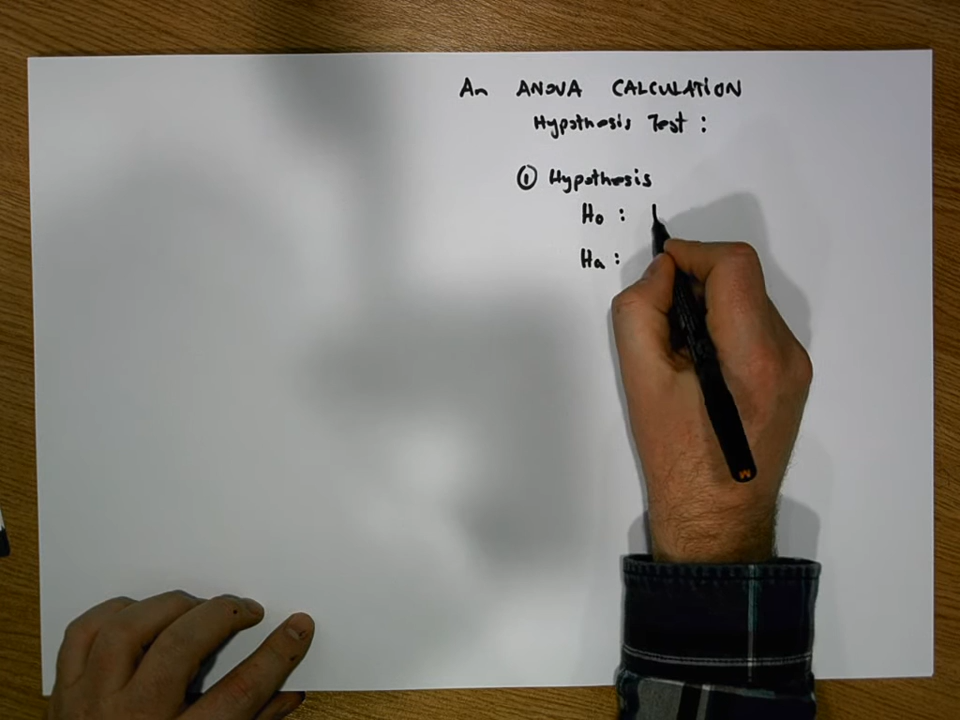 An ANOVA CALCULATION
Hypothesis Test :
① Hypothesis
Ho :
Ha :